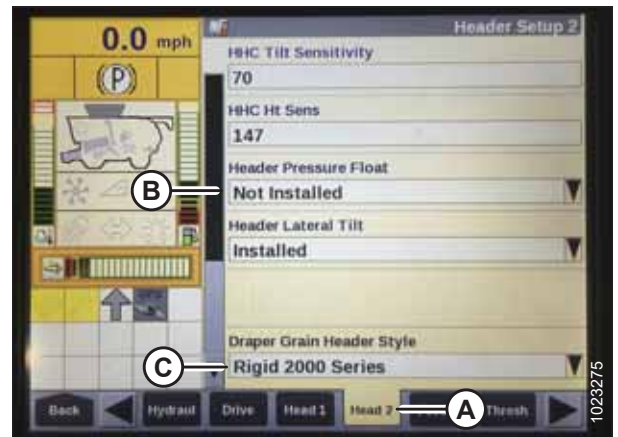 0.0 mph
Header Setup 2
(P)
HHC Tilt Sensitivity
70
HHC Ht Sens
147
Header Pressure Float
B
Not Installed
Header Lateral Tilt
Installed
Draper Grain Header Style
C
Rigid 2000 Series
Back
Hydraul
Drive
Head 1
Head 2
A
Thresh
1023275